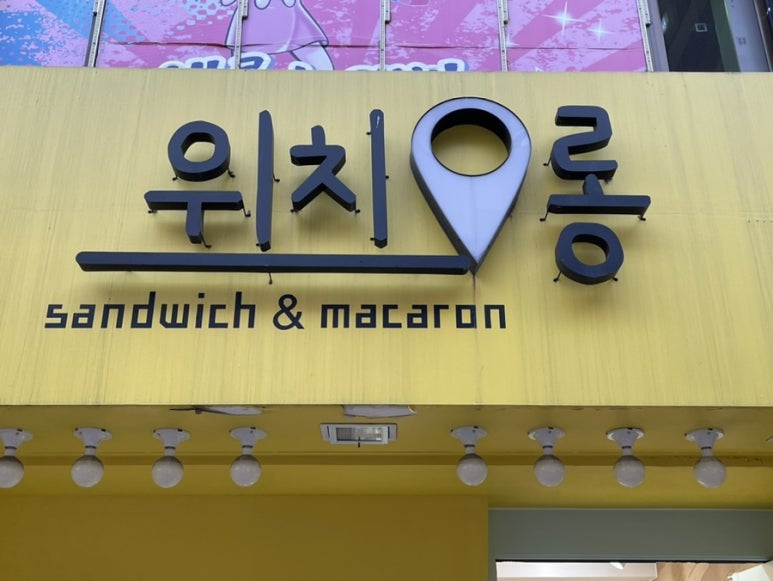 위치롱
sandwich & macaron